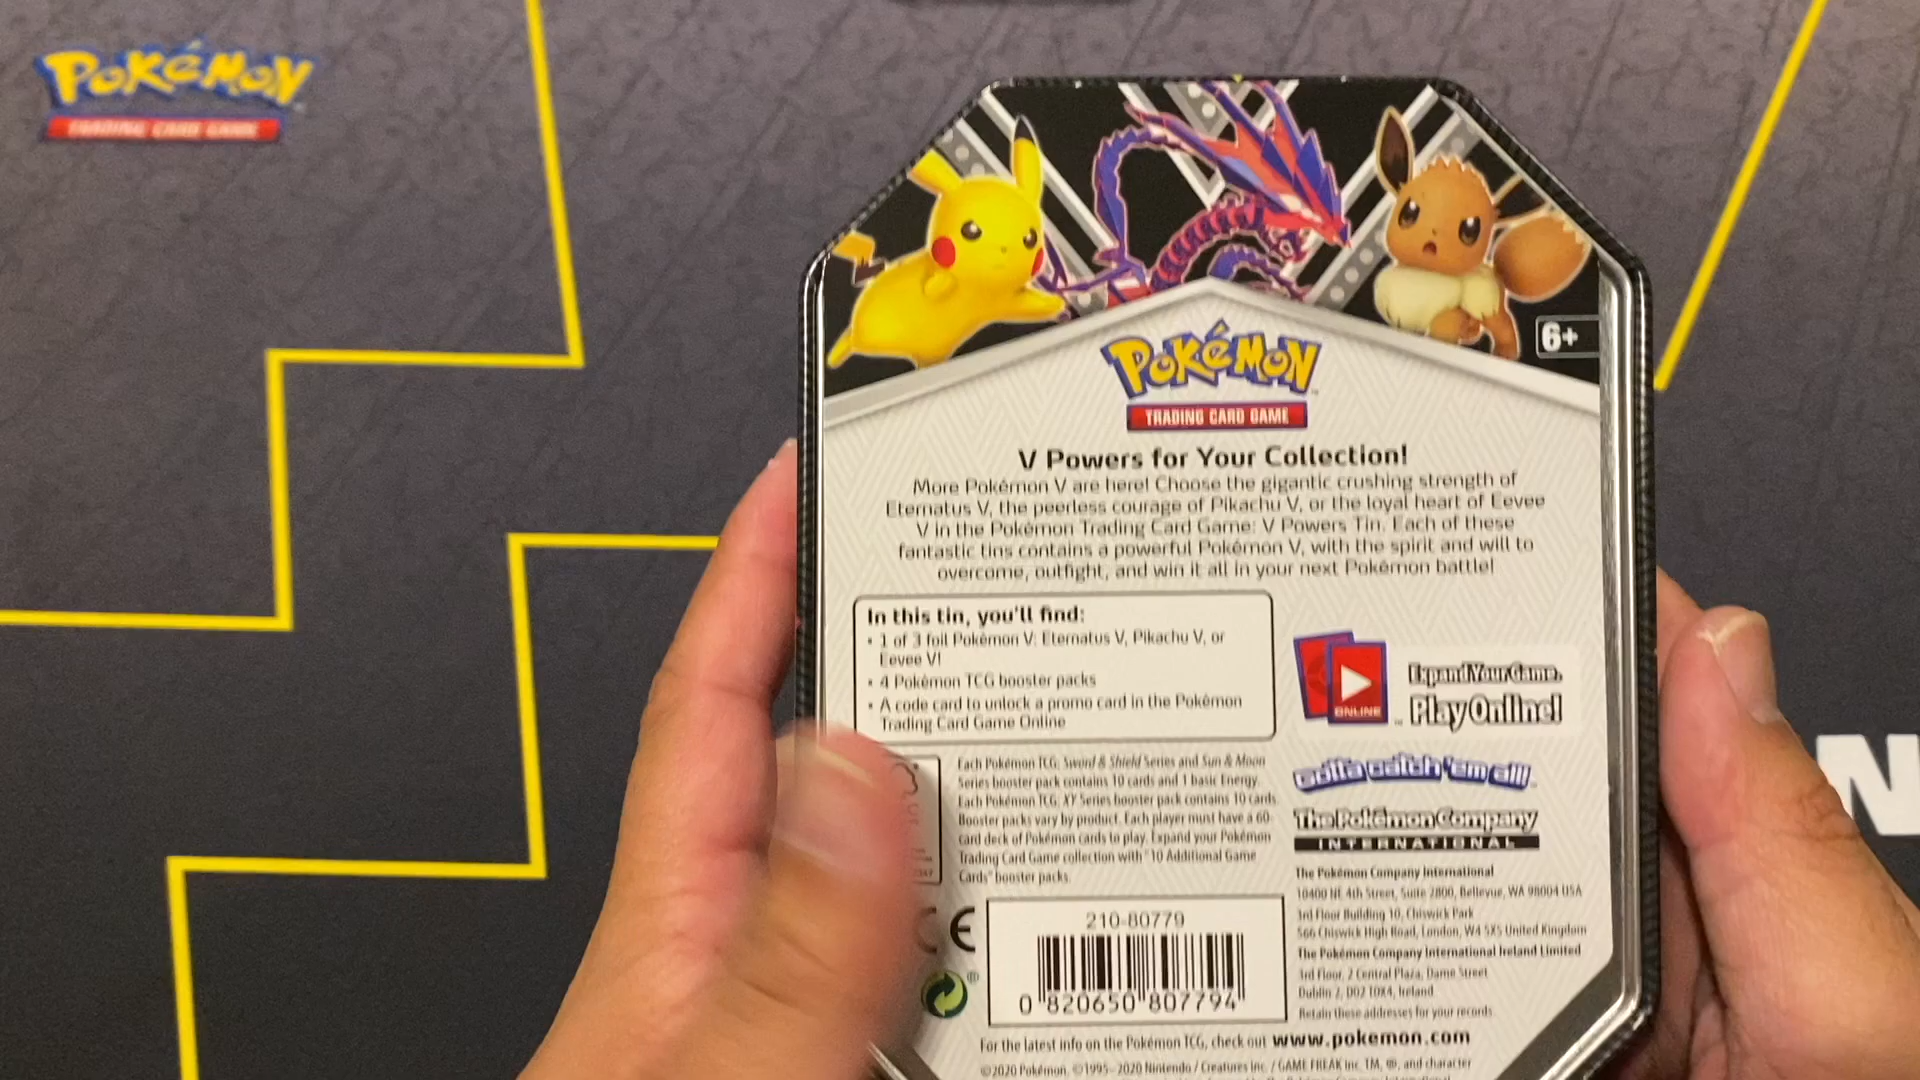 POKéMON
TRADING CARD GAME
6+
POKéMON
TRADING CARD GAME
V Powers for Your Collection!
More Pokémon V are here! Choose the gigantic crushing strength of
Eternatus V, the peerless courage of Pikachu V, or the loyal heart of Eevee
V in the Pokémon Trading Card Game: V Powers Tin. Each of these
fantastic tins contains a powerful Pokémon V, with the spirit and will to
overcome, outfight, and win it all in your next Pokémon battle!
In this tin, you'll find:
• 1 of 3 foil Pokémon V: Eternatus V, Pikachu V, or
Eevee V!
• 4 Pokémon TCG booster packs
• A code card to unlock a promo card in the Pokémon
Trading Card Game Online
ONLINE
Expand Your Game.
Play Online!
Each Pokémon TCG: Sword & Shield Series and Sun & Moon
Series booster pack contains 10 cards and 1 basic Energy.
Each Pokémon TCG: XY Series booster pack contains 10 cards.
Booster packs vary by product. Each player must have a 60-
card deck of Pokémon cards to play. Expand your Pokémon
Trading Card Game collection with "10 Additional Game
Cards" booster packs.
Gotta catch 'em all!
The Pokémon Company
INTERNATIONAL
The Pokémon Company International
10400 NE 4th Street, Suite 2800, Bellevue, WA 98004 USA
3rd Floor Building 10, Chiswick Park
566 Chiswick High Road, London, W4 5XS United Kingdom
The Pokémon Company International Ireland Limited
3rd Floor, 2 Central Plaza, Dame Street
Dublin 2, D02 T0X4, Ireland
Retain these addresses for your records.
CE
210-80779
0 820650 807794
For the latest info on the Pokémon TCG, check out www.pokemon.com
©2020 Pokémon. ©1995–2020 Nintendo / Creatures Inc. / GAME FREAK inc. TM, ®, and character
N